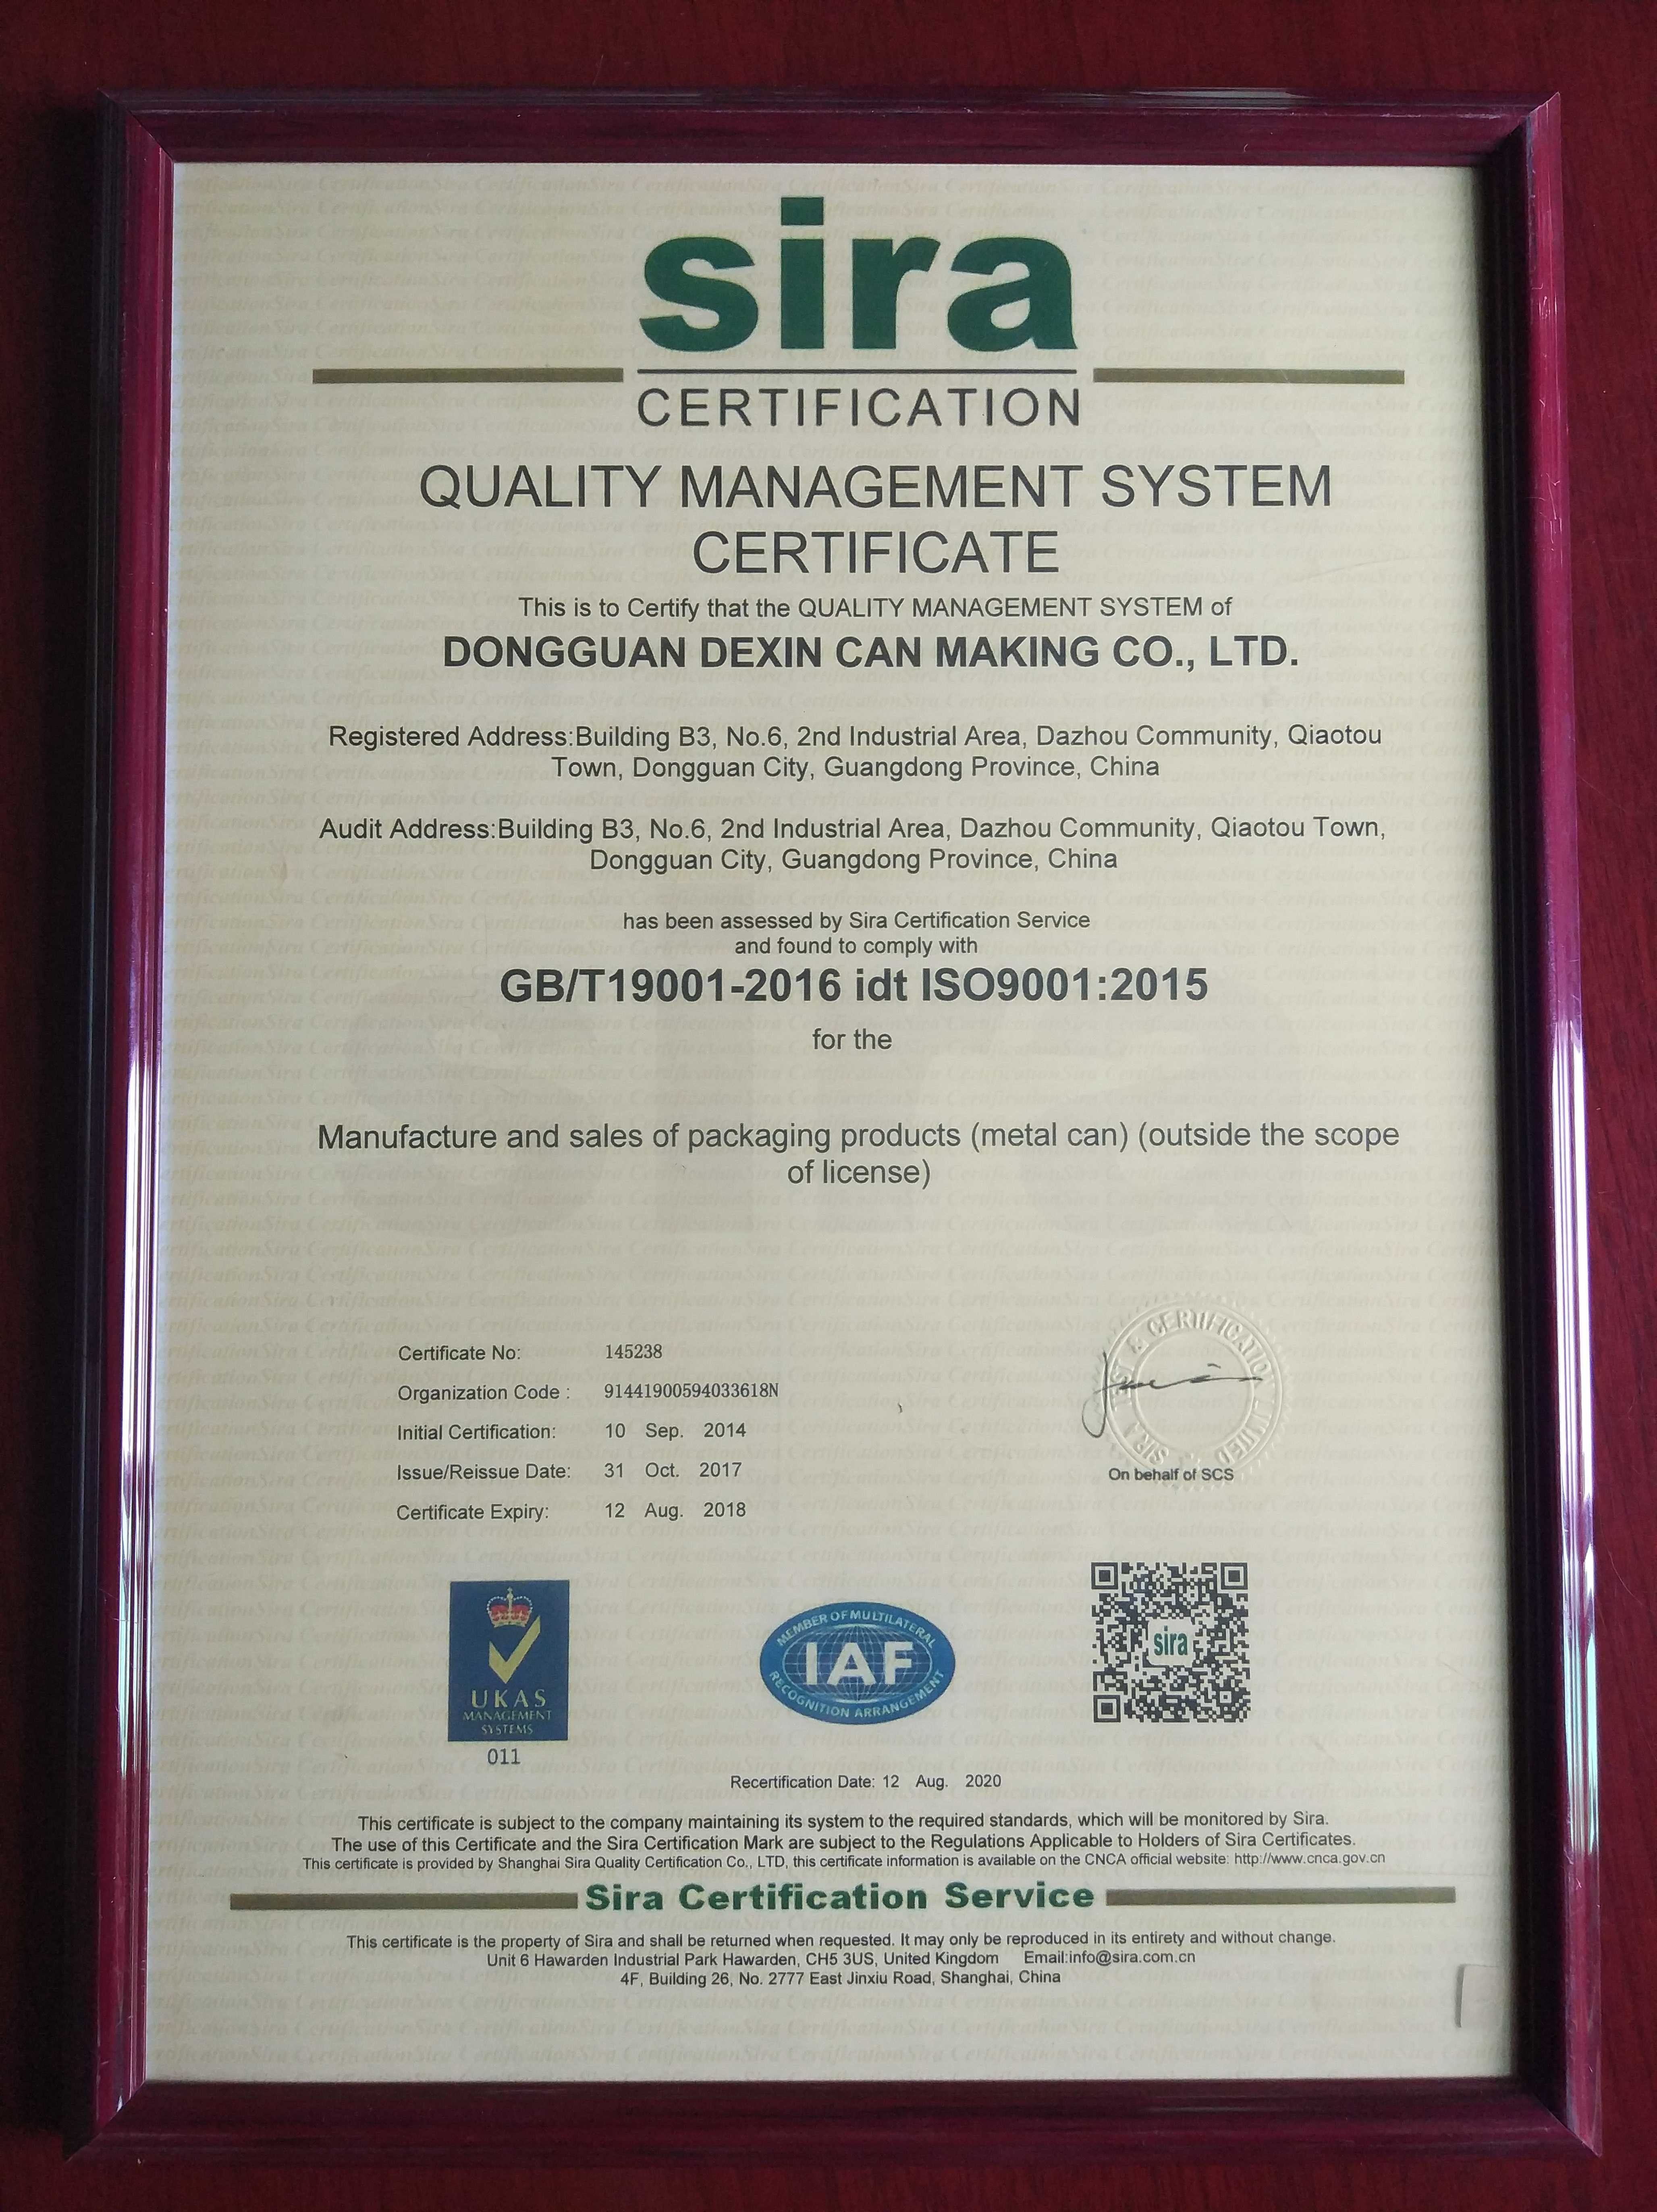 sira
CERTIFICATION
QUALITY MANAGEMENT SYSTEM
CERTIFICATE
This is to Certify that the QUALITY MANAGEMENT SYSTEM of
DONGGUAN DEXIN CAN MAKING CO., LTD.
Registered Address:Building B3, No.6, 2nd Industrial Area, Dazhou Community, Qiaotou
Town, Dongguan City, Guangdong Province, China
Audit Address:Building B3, No.6, 2nd Industrial Area, Dazhou Community, Qiaotou Town,
Dongguan City, Guangdong Province, China
has been assessed by Sira Certification Service
and found to comply with
GB/T19001-2016 idt ISO9001:2015
for the
Manufacture and sales of packaging products (metal can) (outside the scope
of license)
Certificate No: 145238
Organization Code : 91441900594033618N
Initial Certification: 10 Sep. 2014
Issue/Reissue Date: 31 Oct. 2017
Certificate Expiry: 12 Aug. 2018
SIRA & CERTIFICATION
On behalf of SCS
UKAS
MANAGEMENT
SYSTEMS
011
MEMBER OF MULTILATERAL
IAF
RECOGNITION ARRANGEMENT
sira
Recertification Date: 12 Aug. 2020
This certificate is subject to the company maintaining its system to the required standards, which will be monitored by Sira.
The use of this Certificate and the Sira Certification Mark are subject to the Regulations Applicable to Holders of Sira Certificates.
This certificate is provided by Shanghai Sira Quality Certification Co., LTD, this certificate information is available on the CNCA official website: http://www.cnca.gov.cn
Sira Certification Service
This certificate is the property of Sira and shall be returned when requested. It may only be reproduced in its entirety and without change.
Unit 6 Hawarden Industrial Park Hawarden, CH5 3US, United Kingdom Email:info@sira.com.cn
4F, Building 26, No. 2777 East Jinxiu Road, Shanghai, China